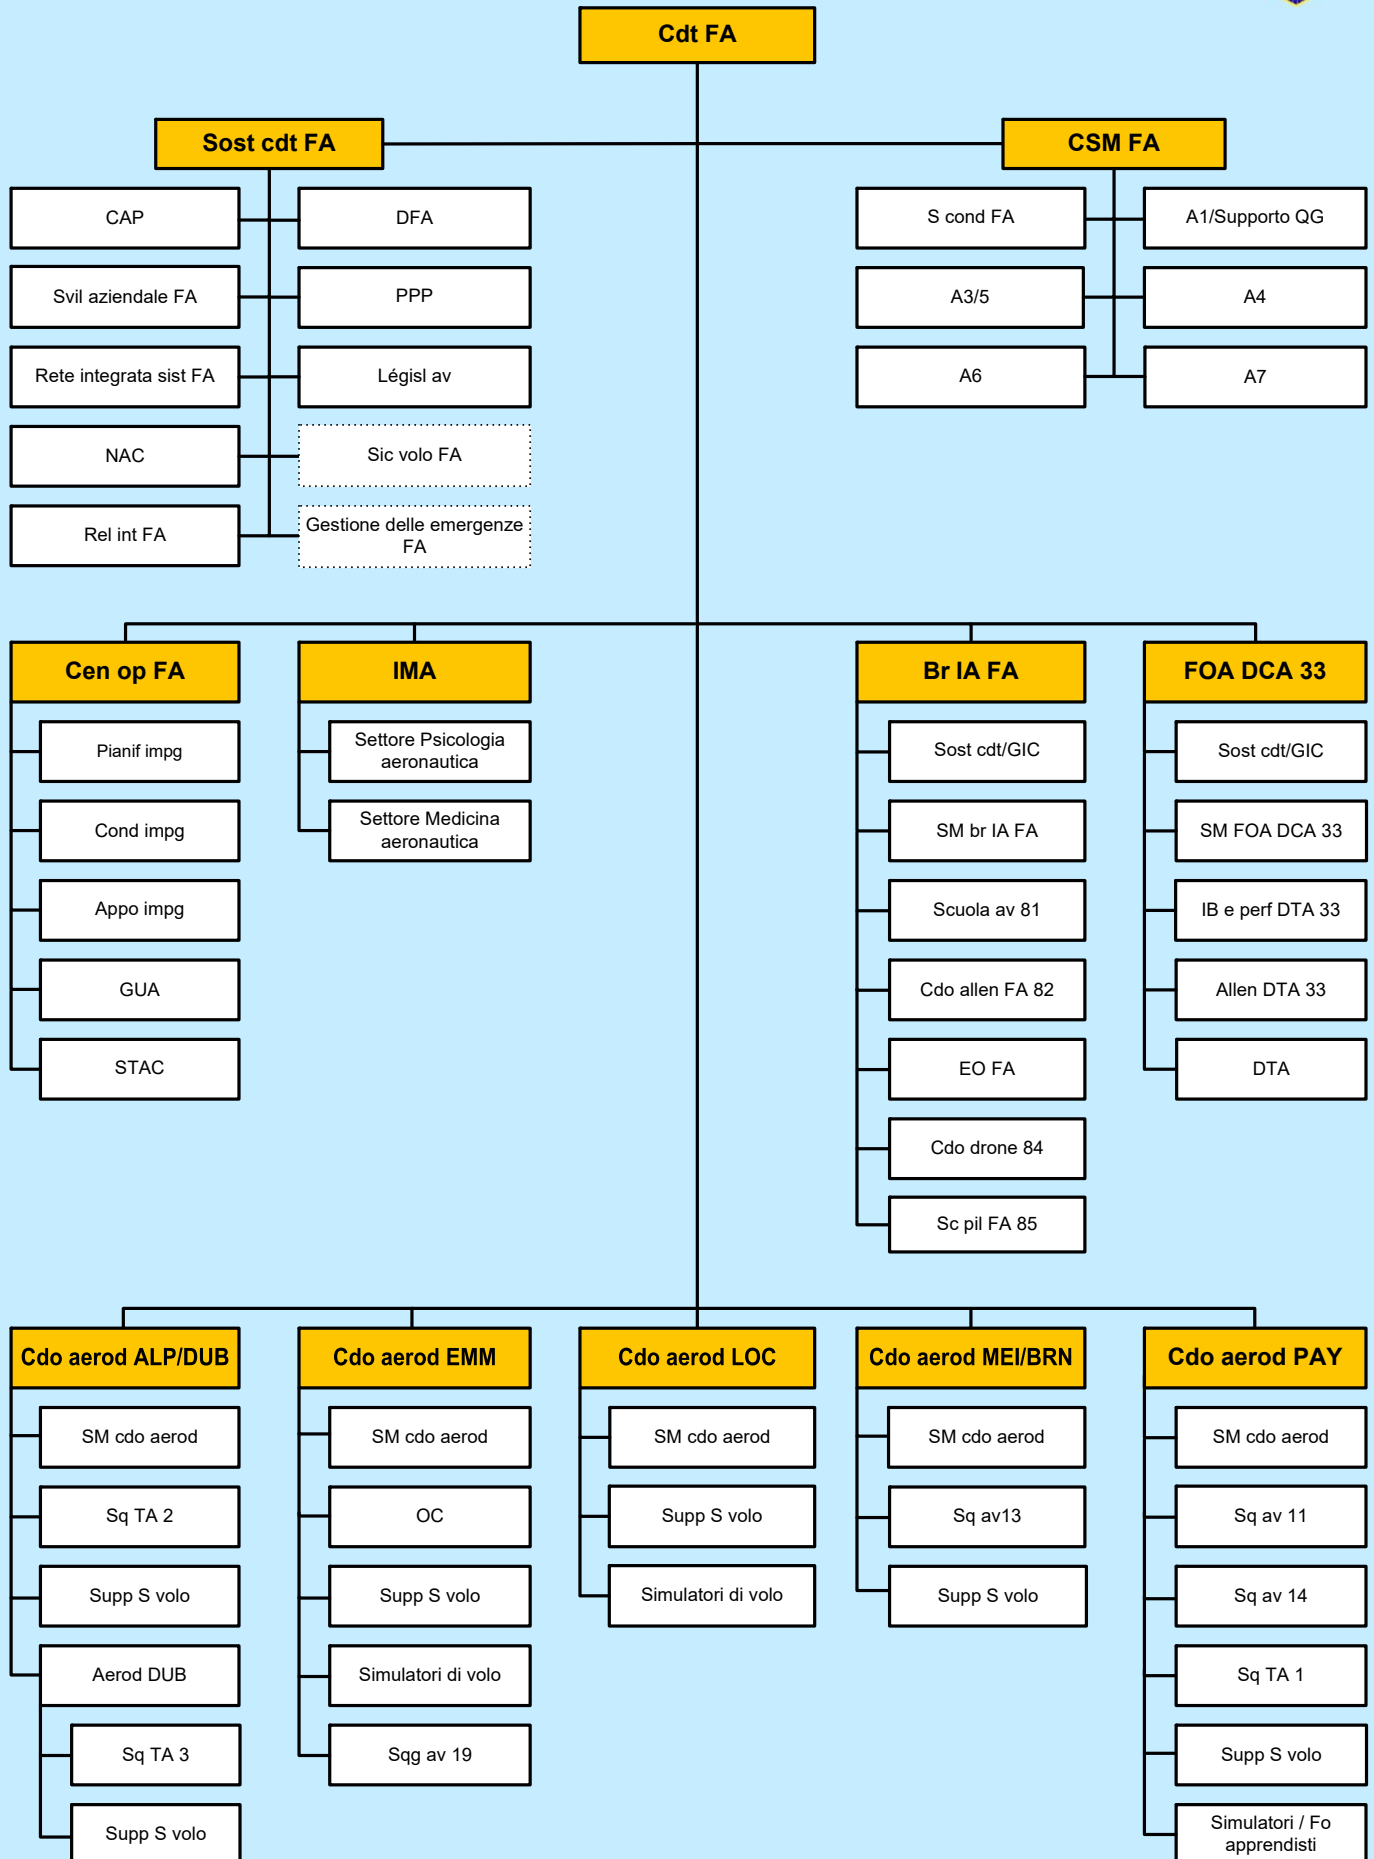 Cdt FA
Sost cdt FA
CSM FA
CAP
DFA
S cond FA
A1/Supporto QG
Svil aziendale FA
PPP
A3/5
A4
Rete integrata sist FA
Législ av
A6
A7
NAC
Sic volo FA
Rel int FA
Gestione delle emergenze
FA
Cen op FA
IMA
Br IA FA
FOA DCA 33
Pianif impg
Cond impg
Appo impg
GUA
STAC
Settore Psicologia
aeronautica
Settore Medicina
aeronautica
Sost cdt/GIC
SM br IA FA
Scuola av 81
Cdo allen FA 82
EO FA
Cdo drone 84
Sc pil FA 85
Sost cdt/GIC
SM FOA DCA 33
IB e perf DTA 33
Allen DTA 33
DTA
Cdo aerod ALP/DUB
Cdo aerod EMM
Cdo aerod LOC
Cdo aerod MEI/BRN
Cdo aerod PAY
SM cdo aerod
Sq TA 2
Supp S volo
Aerod DUB
Sq TA 3
Supp S volo
SM cdo aerod
OC
Supp S volo
Simulatori di volo
Sqg av 19
SM cdo aerod
Supp S volo
Simulatori di volo
SM cdo aerod
Sq av13
Supp S volo
SM cdo aerod
Sq av 11
Sq av 14
Sq TA 1
Supp S volo
Simulatori / Fo
apprendisti